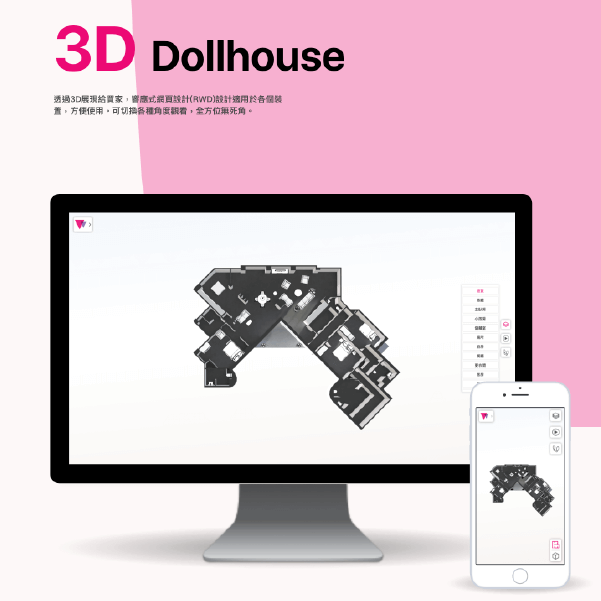 3D Dollhouse
透過3D展現給買家，響應式網頁設計(RWD)設計適用於各個裝
置，方便使用。可切換各種角度觀看，全方位無死角。